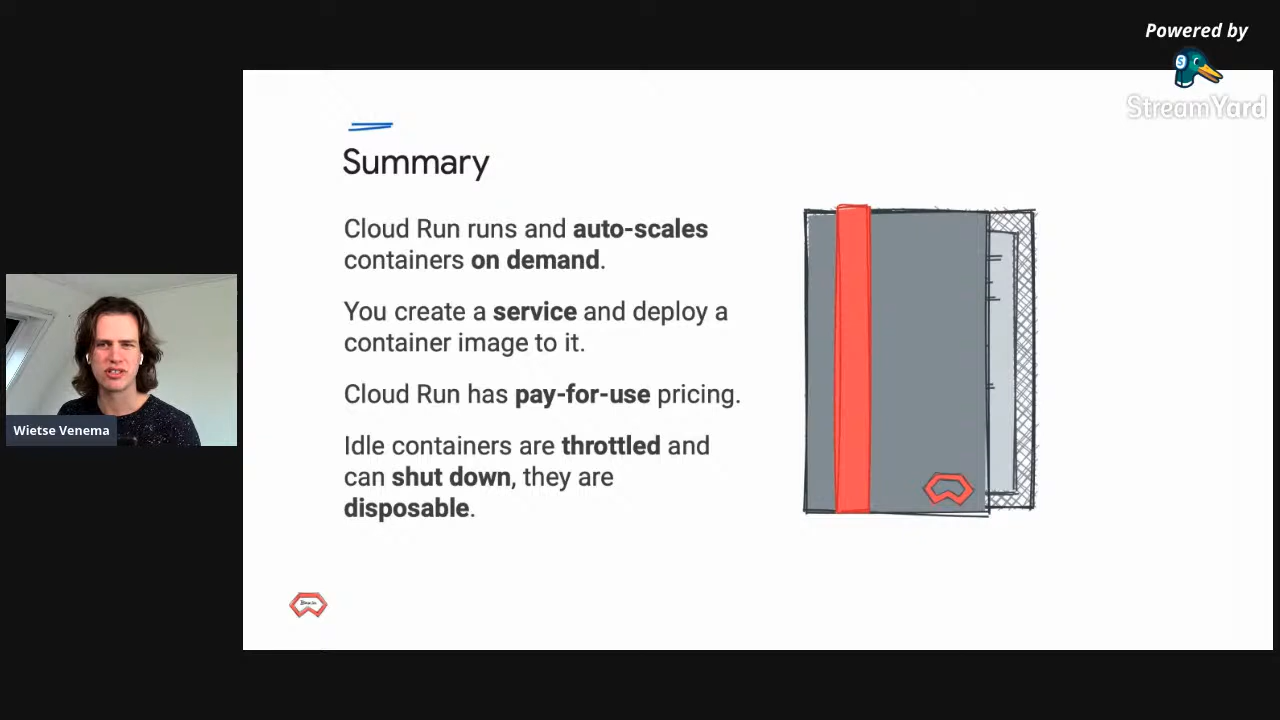 Powered by
StreamYard
Summary
Cloud Run runs and auto-scales
containers on demand.
You create a service and deploy a
container image to it.
Cloud Run has pay-for-use pricing.
Idle containers are throttled and
can shut down, they are
disposable.
Wietse Venema